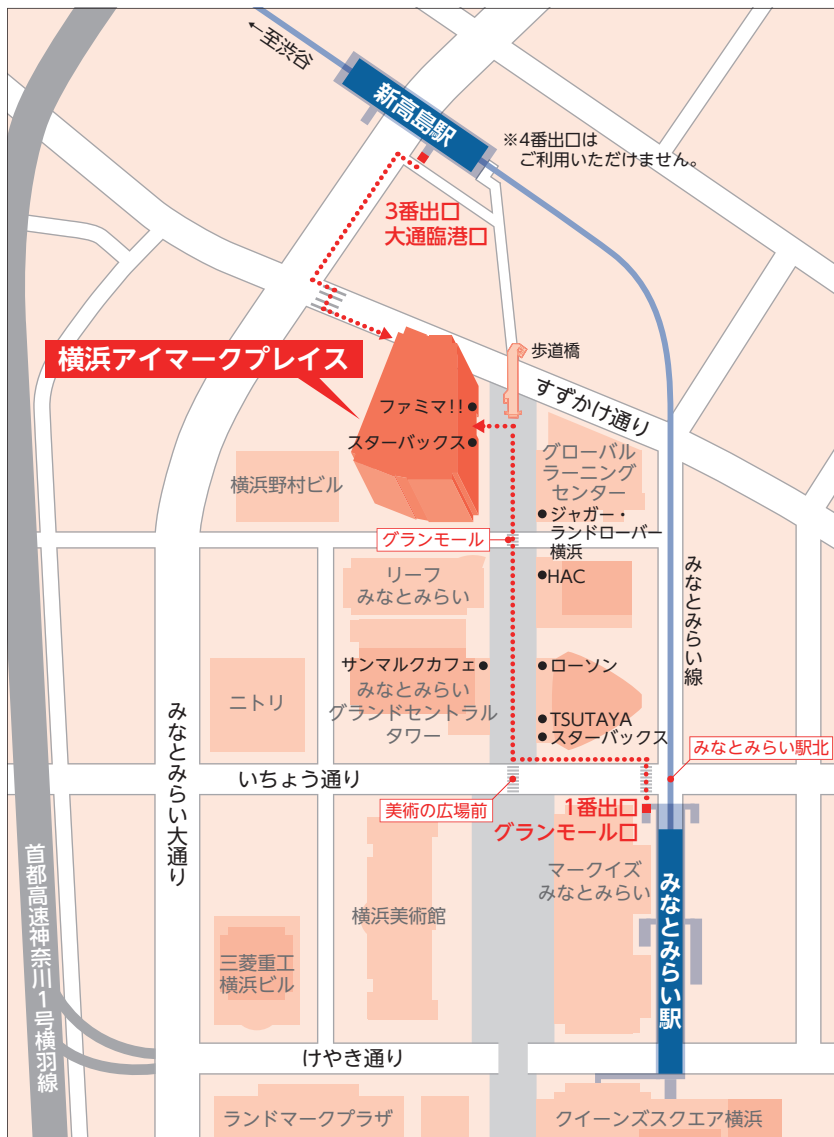 ←至渋谷
新高島駅
※4番出口は
ご利用いただけません。
3番出口
大通臨港口
横浜アイマークプレイス
歩道橋
すずかけ通り
ファミマ!!
スターバックス
グローバル
ラーニング
センター
横浜野村ビル
ジャガー・
ランドローバー
横浜
グランモール
リーフ
みなとみらい
HAC
みなとみらい線
サンマルクカフェ
ローソン
みなとみらい
グランドセントラル
タワー
ニトリ
TSUTAYA
スターバックス
みなとみらい駅北
いちょう通り
みなとみらい大通り
美術の広場前
1番出口
グランモール口
マークイズ
みなとみらい
みなとみらい駅
首都高速神奈川1号横羽線
横浜美術館
三菱重工
横浜ビル
けやき通り
ランドマークプラザ
クイーンズスクエア横浜